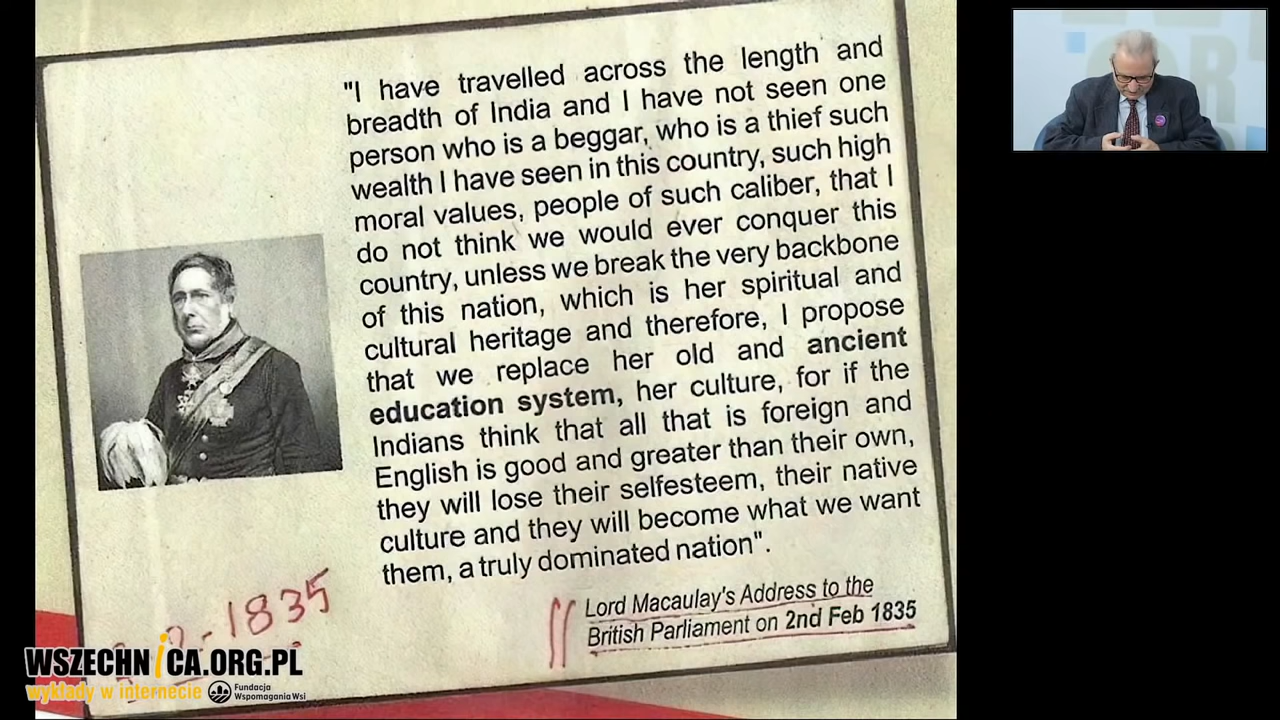 "I have travelled across the length and
breadth of India and I have not seen one
person who is a beggar, who is a thief such
wealth I have seen in this country, such high
moral values, people of such caliber, that I
do not think we would ever conquer this
country, unless we break the very backbone
of this nation, which is her spiritual and
cultural heritage and therefore, I propose
that we replace her old and ancient
education system, her culture, for if the
Indians think that all that is foreign and
English is good and greater than their own,
they will lose their selfesteem, their native
culture and they will become what we want
them, a truly dominated nation".
Lord Macaulay's Address to the
British Parliament on 2nd Feb 1835
1835
WSZECHNiCA.ORG.PL
wykłady w internecie
Fundacja
Wspomagania Wsi